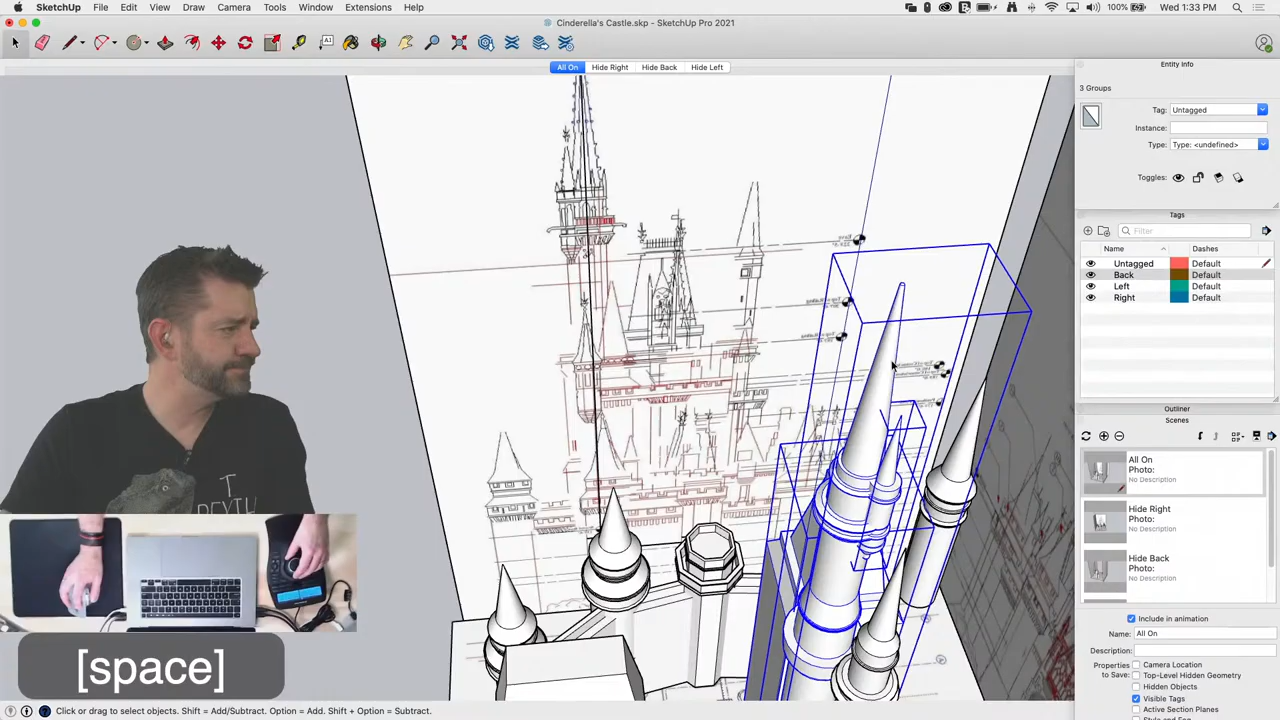 SketchUp File Edit View Draw Camera Tools Window Extensions Help 100% Wed 1:33 PM
Cinderella's Castle.skp - SketchUp Pro 2021
All On Hide Right Hide Back Hide Left
Entity Info
3 Groups
Tag: Untagged
Instance:
Type: Type: <undefined>
Toggles:
Tags
Filter
Name Dashes
Untagged Default
Back Default
Left Default
Right Default
Outliner
Scenes
All On
Photo:
No Description
Hide Right
Photo:
No Description
Hide Back
Photo:
No Description
Include in animation
Name: All On
Description:
Properties to Save:
Camera Location
Top-Level Hidden Geometry
Hidden Objects
Visible Tags
Active Section Planes
[space]
Click or drag to select objects. Shift = Add/Subtract. Option = Add. Shift + Option = Subtract.